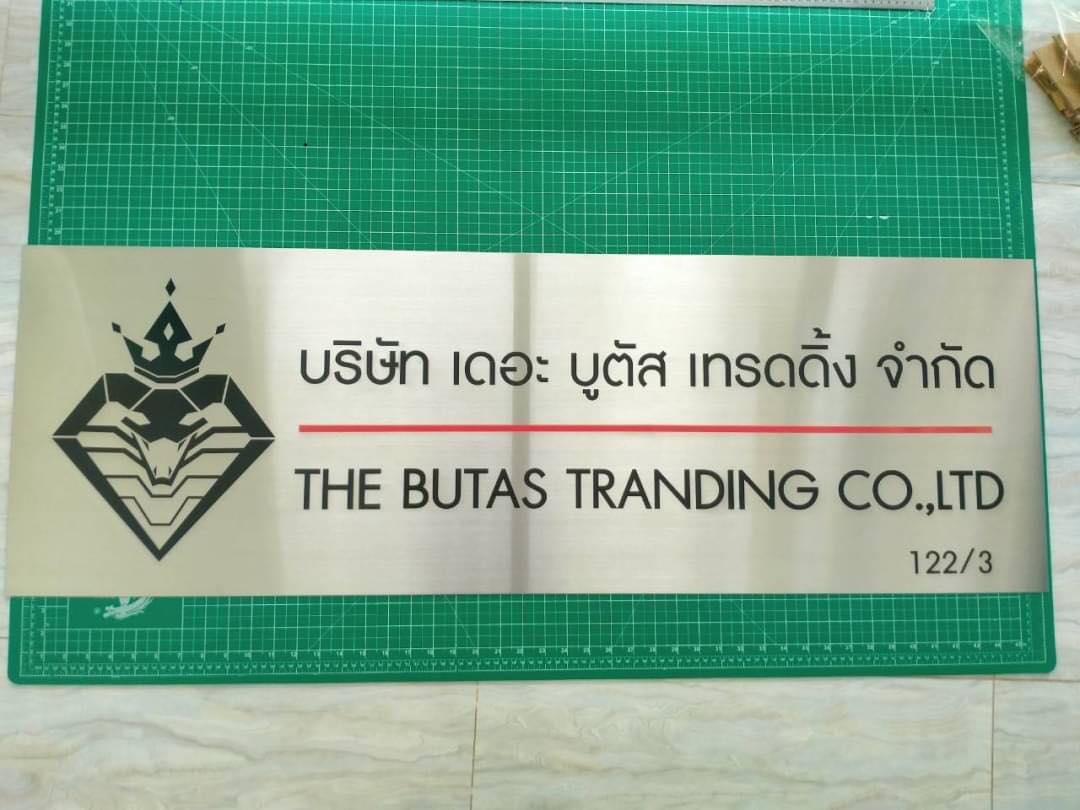 บริษัท เดอะ บูตัส เทรดดิ้ง จำกัด
THE BUTAS TRANDING CO.,LTD
122/3